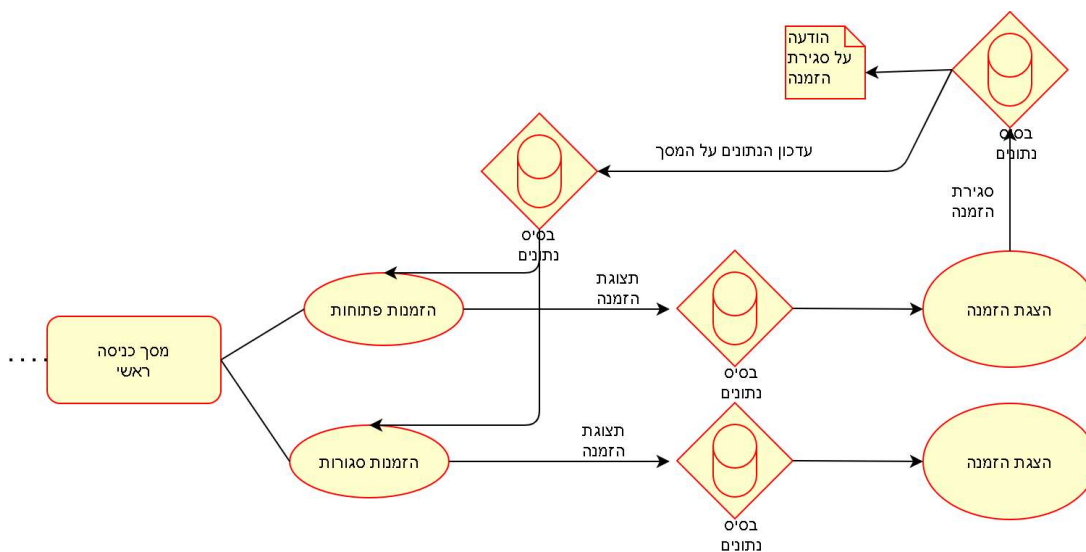 הודעה
על סגירת
הזמנה
בסיס
נתונים
עדכון הנתונים על המסך
סגירת
הזמנה
בסיס
נתונים
תצוגת
הזמנה
הזמנות פתוחות
הצגת הזמנה
מסך כניסה
ראשי
בסיס
נתונים
תצוגת
הזמנה
הזמנות סגורות
הצגת הזמנה
בסיס
נתונים